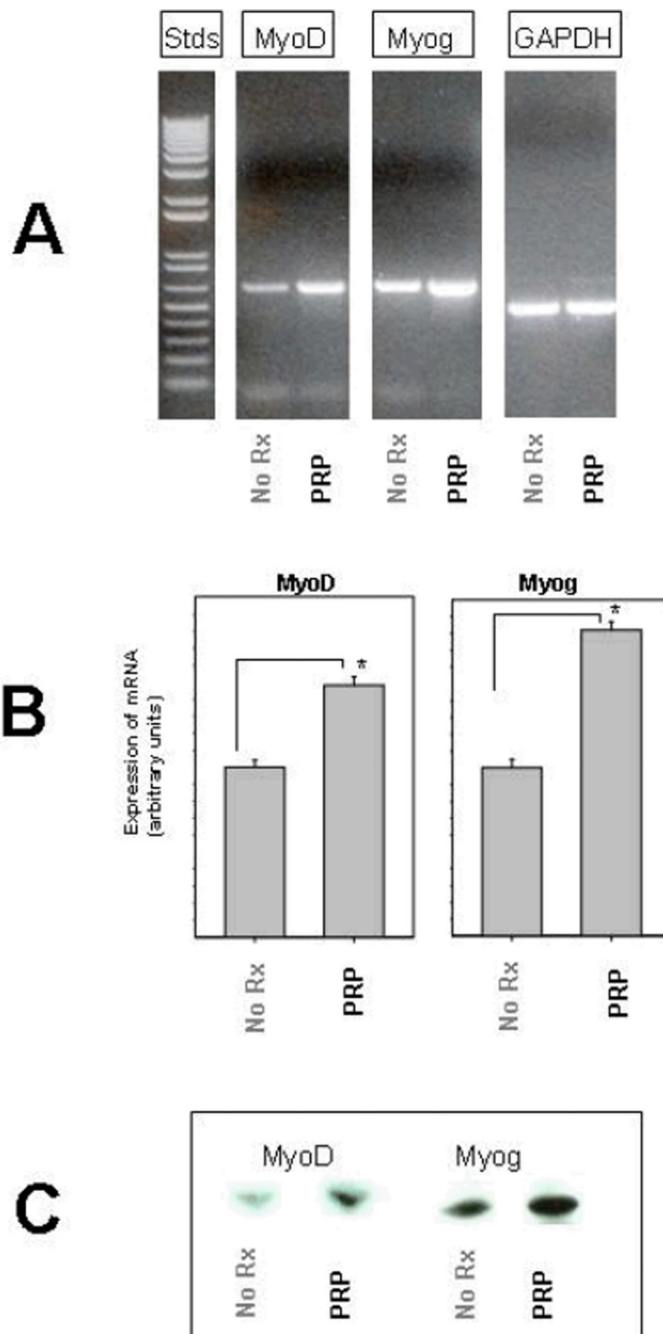 Stds MyoD Myog GAPDH
A
No Rx PRP No Rx PRP No Rx PRP
MyoD Myog
B
Expression of mRNA
(arbitrary units)
* *
No Rx PRP No Rx PRP
C
MyoD Myog
No Rx PRP No Rx PRP